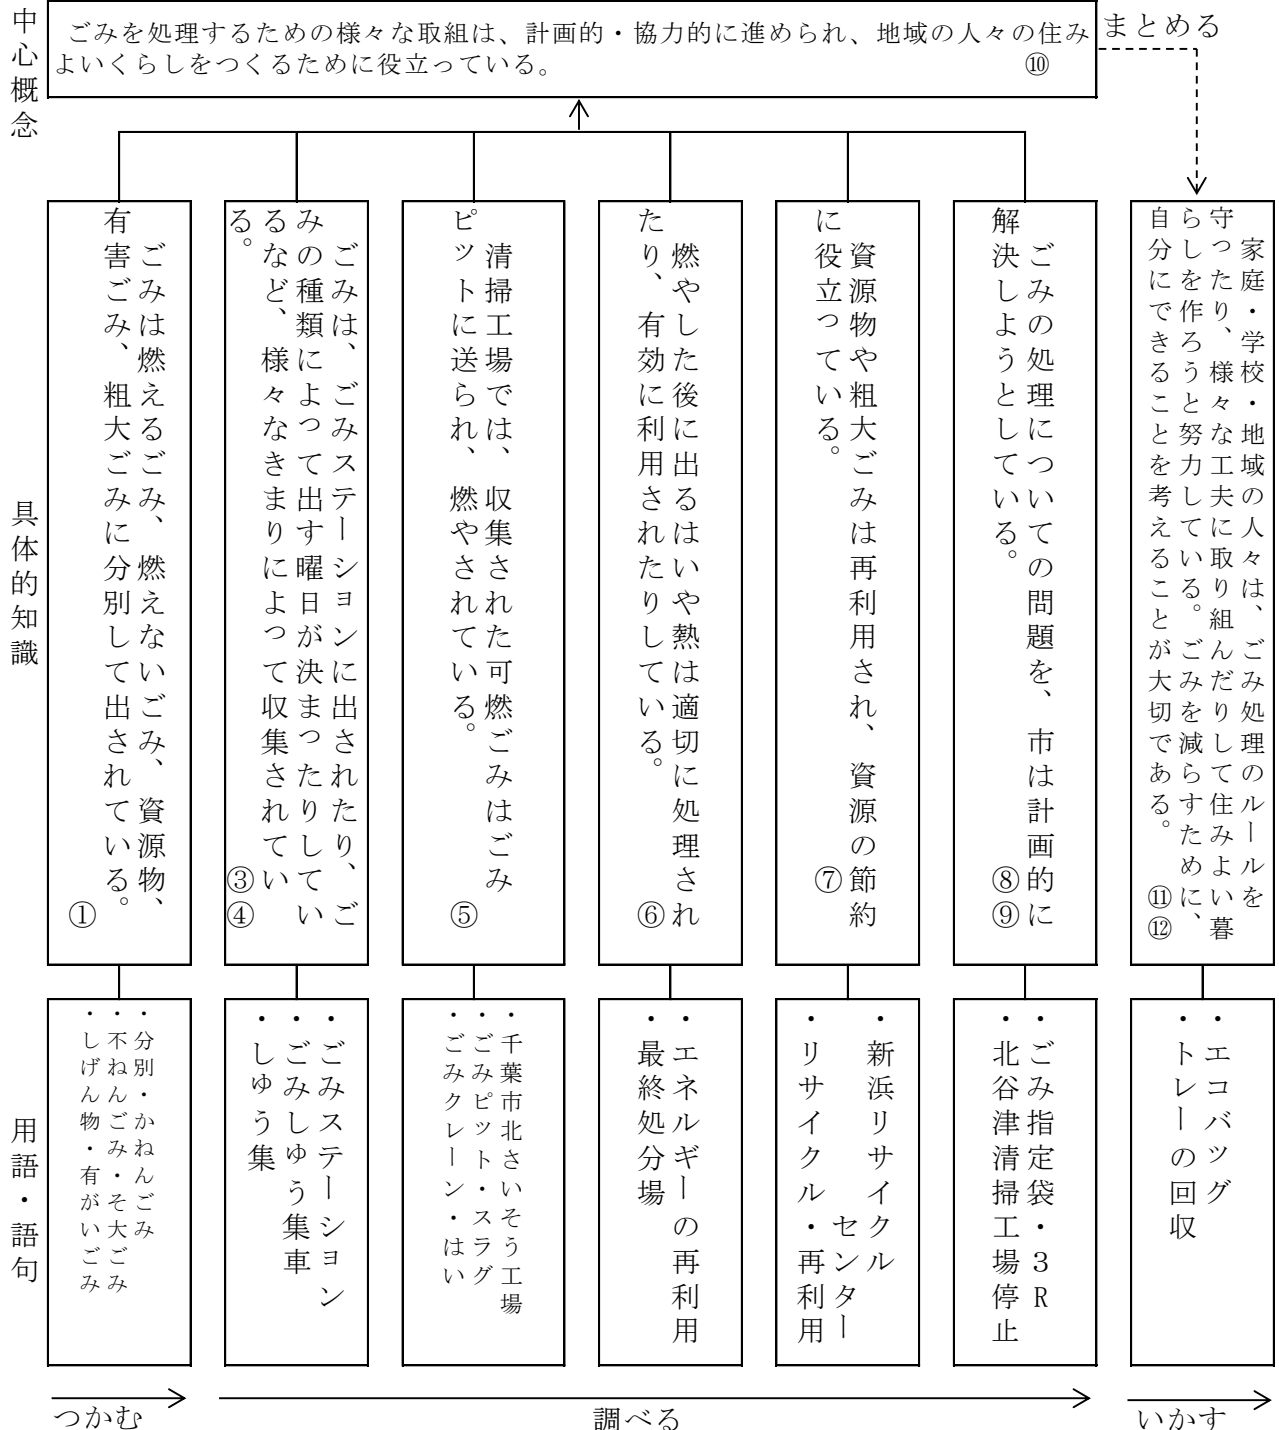 中心概念
ごみを処理するための様々な取組は、計画的・協力的に進められ、地域の人々の住み
よいくらしをつくるために役立っている。 ⑩
まとめる
具体的知識
ごみは燃えるごみ、燃えないごみ、資源物、
有害ごみ、粗大ごみに分別して出されている。
①
ごみは、ごみステーションに出されたり、ご
みの種類によって出す曜日が決まったりしてい
るなど、様々なきまりによって収集されてい
る。 ③④
清掃工場では、収集された可燃ごみはごみ
ピットに送られ、燃やされている。 ⑤
燃やした後に出るはいや熱は適切に処理され
たり、有効に利用されたりしている。 ⑥
資源物や粗大ごみは再利用され、資源の節約
に役立っている。 ⑦
ごみの処理についての問題を、市は計画的に
解決しようとしている。 ⑧⑨
家庭・学校・地域の人々は、ごみ処理のルールを
守ったり、様々な工夫に取り組んだりして住みよい暮
らしを作ろうと努力している。ごみを減らすために、
自分にできることを考えることが大切である。 ⑪⑫
用語・語句
・分別・かねんごみ
・不ねんごみ・そ大ごみ
・しげん物・有がいごみ
・ごみステーション
・ごみしゅう集車
・しゅう集
・千葉市北さいそう工場
・ごみピット・スラグ
・ごみクレーン・はい
・エネルギーの再利用
・最終処分場
・新浜リサイクル
センター
・リサイクル・再利用
・ごみ指定袋・3R
・北谷津清掃工場停止
・エコバッグ
・トレーの回収
つかむ
調べる
いかす